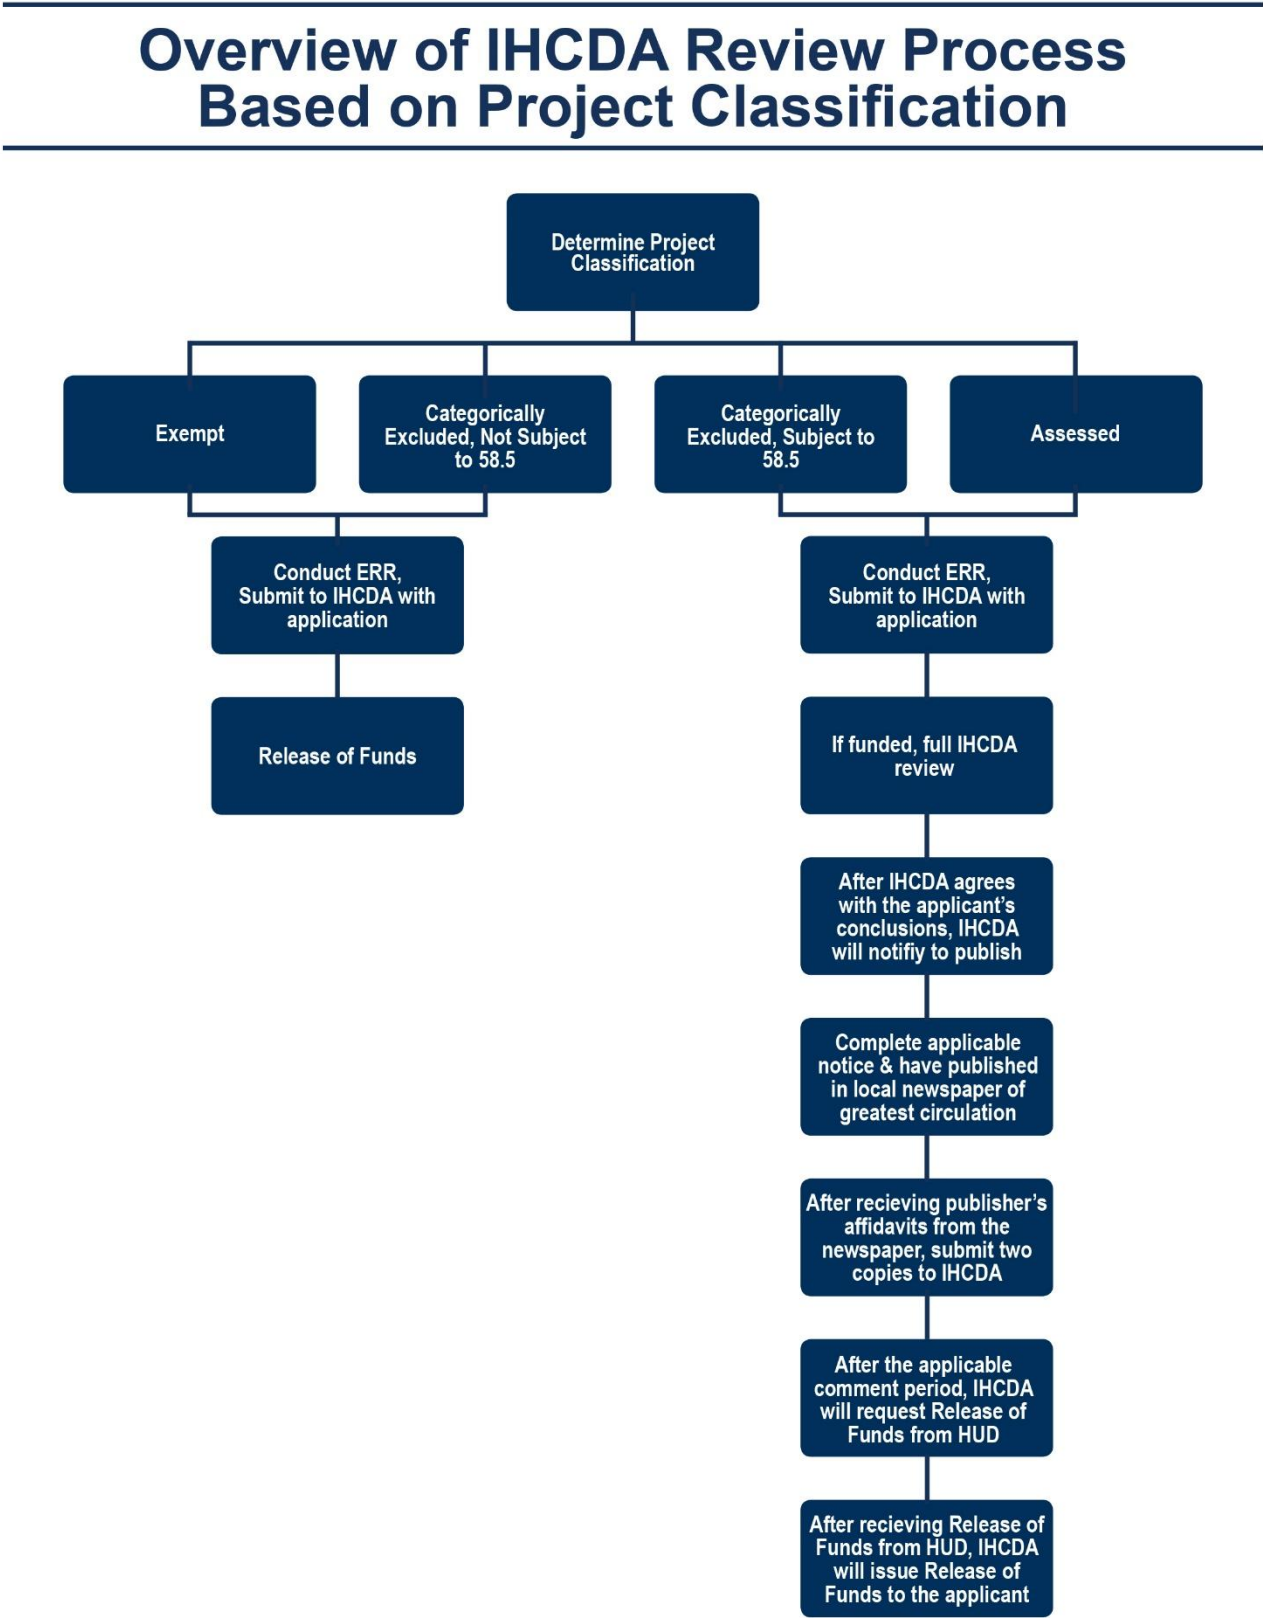 Overview of IHCDA Review Process
Based on Project Classification
Determine Project
Classification
Exempt
Categorically
Excluded, Not Subject
to 58.5
Categorically
Excluded, Subject to
58.5
Assessed
Conduct ERR,
Submit to IHCDA with
application
Release of Funds
Conduct ERR,
Submit to IHCDA with
application
If funded, full IHCDA
review
After IHCDA agrees
with the applicant’s
conclusions, IHCDA
will notifiy to publish
Complete applicable
notice & have published
in local newspaper of
greatest circulation
After recieving publisher’s
affidavits from the
newspaper, submit two
copies to IHCDA
After the applicable
comment period, IHCDA
will request Release of
Funds from HUD
After recieving Release of
Funds from HUD, IHCDA
will issue Release of
Funds to the applicant